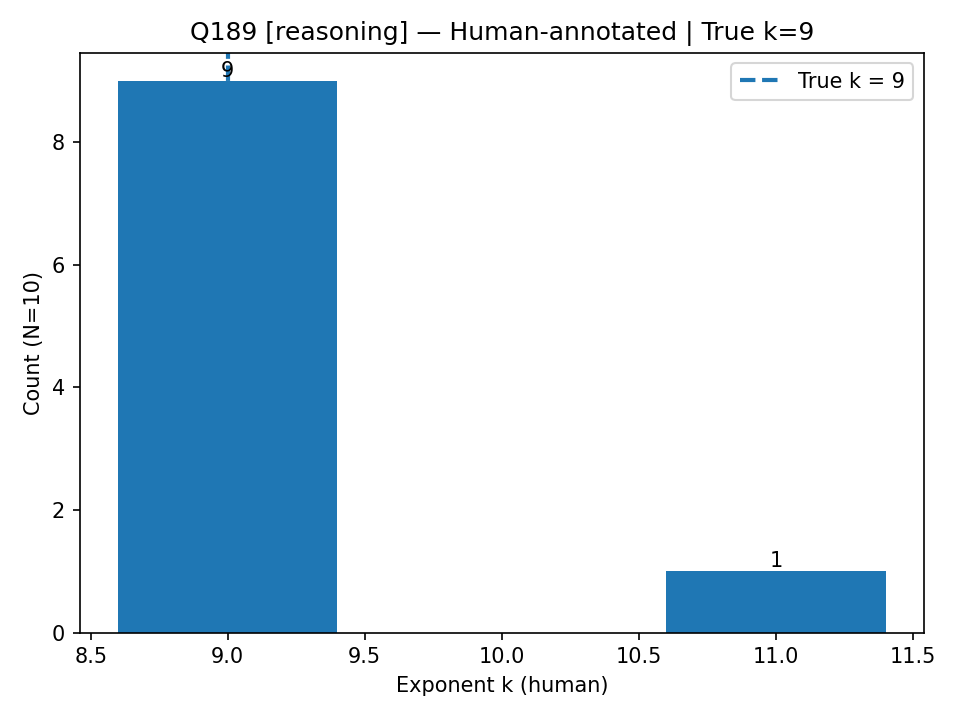 Q189 [reasoning] — Human-annotated | True k=9
9
True k = 9
8
6
4
2
0
Count (N=10)
1
8.5 9.0 9.5 10.0 10.5 11.0 11.5
Exponent k (human)